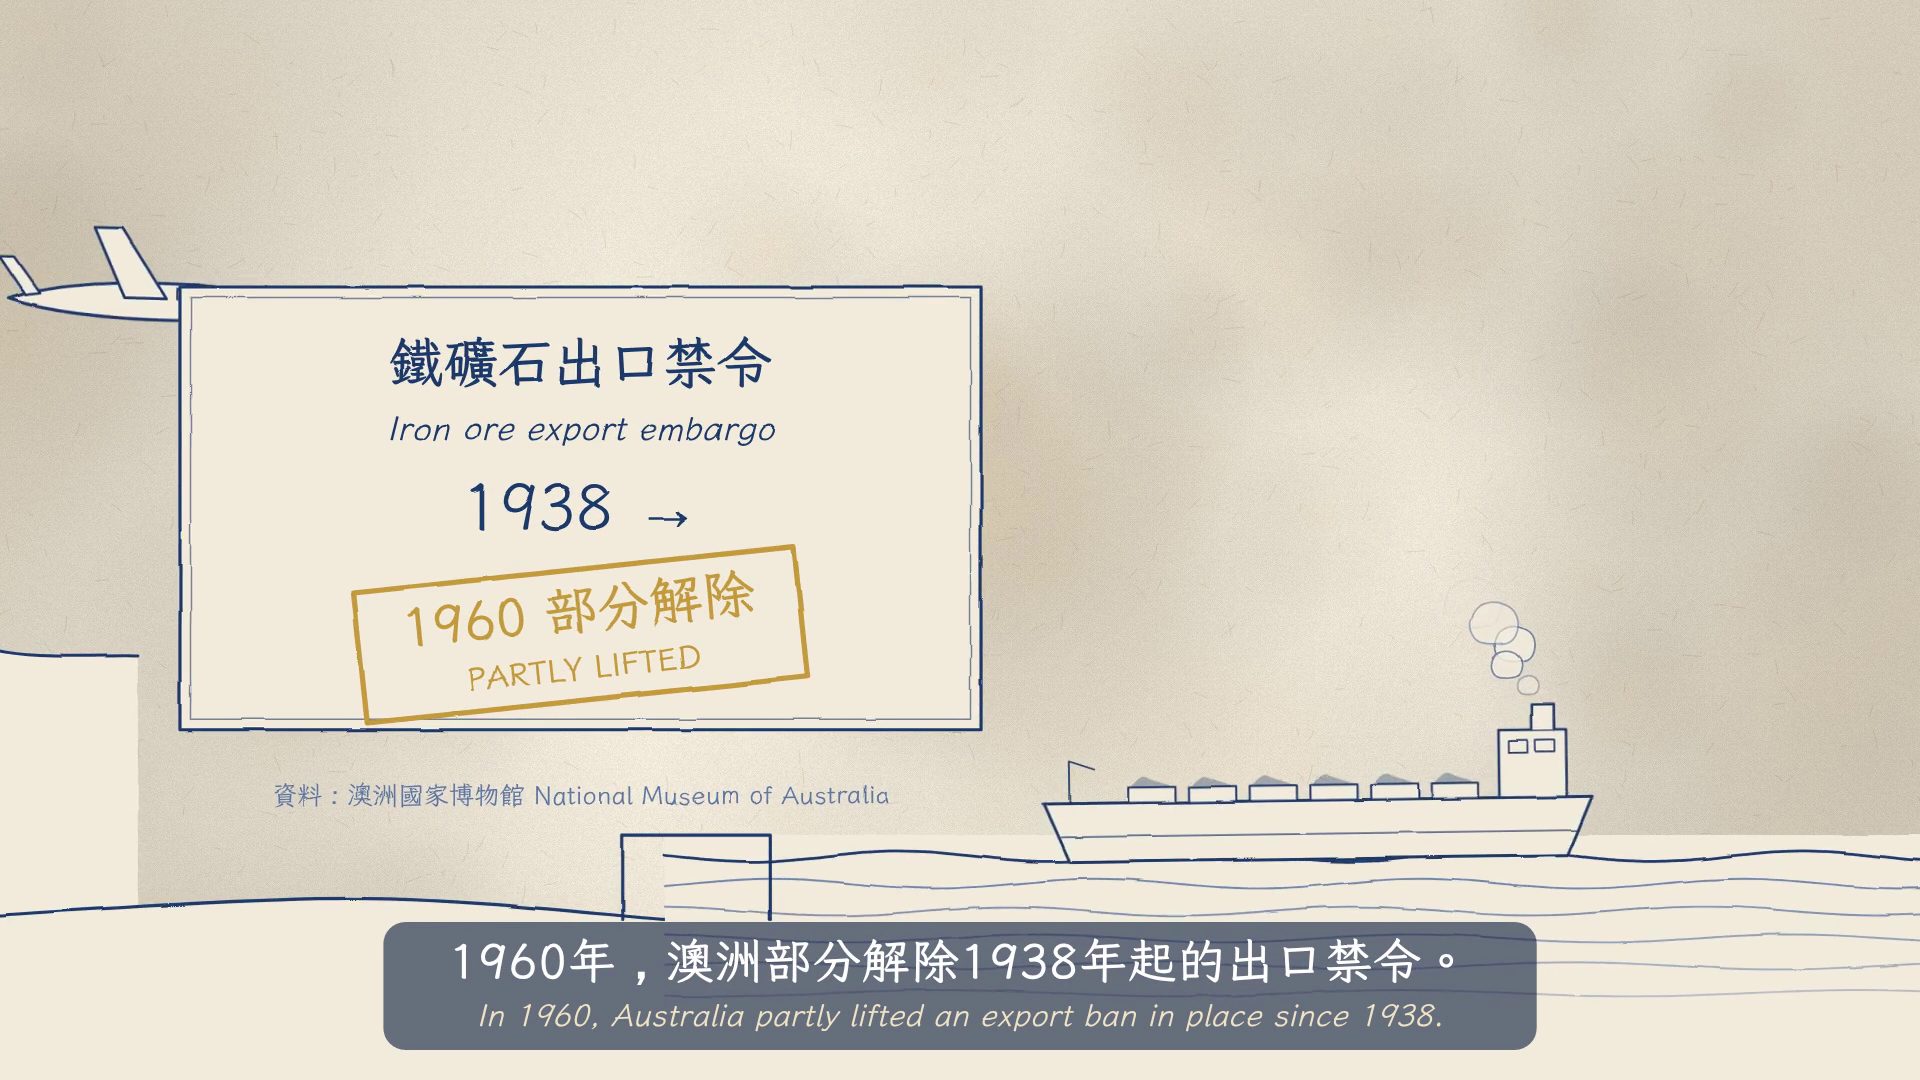 鐵礦石出口禁令
Iron ore export embargo
1938 →
1960 部分解除
PARTLY LIFTED
資料：澳洲國家博物館 National Museum of Australia
1960年，澳洲部分解除1938年起的出口禁令。
In 1960, Australia partly lifted an export ban in place since 1938.